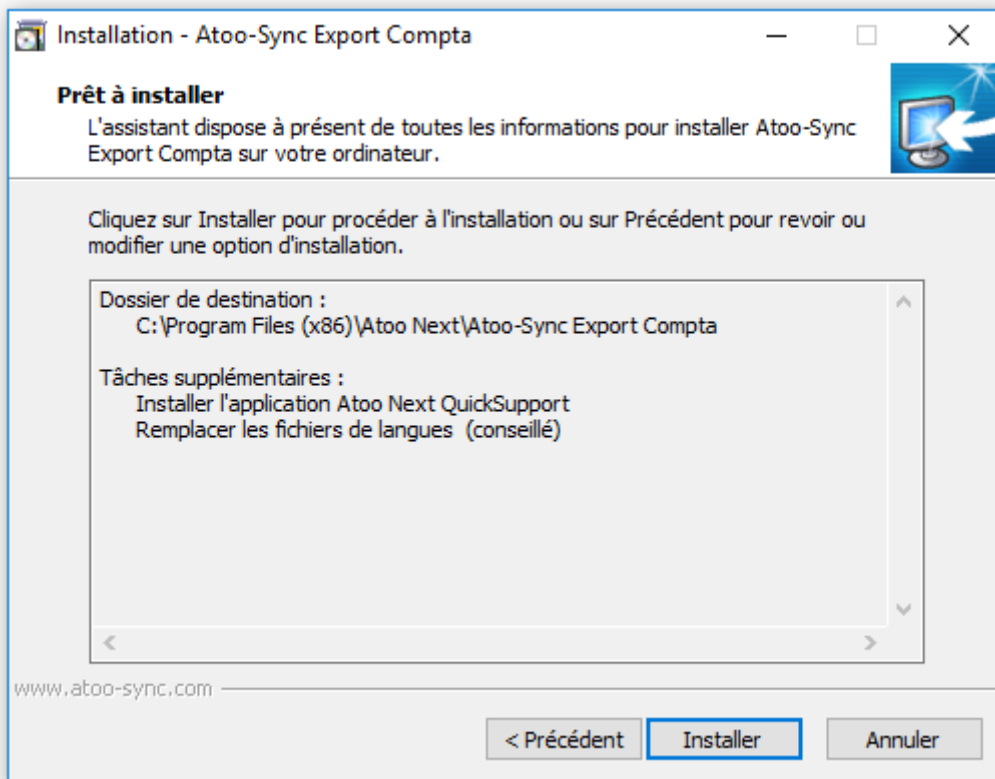 Installation - Atoo-Sync Export Compta
Prêt à installer
L'assistant dispose à présent de toutes les informations pour installer Atoo-Sync
Export Compta sur votre ordinateur.
Cliquez sur Installer pour procéder à l'installation ou sur Précédent pour revoir ou
modifier une option d'installation.
Dossier de destination :
C:\Program Files (x86)\Atoo Next\Atoo-Sync Export Compta
Tâches supplémentaires :
Installer l'application Atoo Next QuickSupport
Remplacer les fichiers de langues  (conseillé)
www.atoo-sync.com
< Précédent
Installer
Annuler